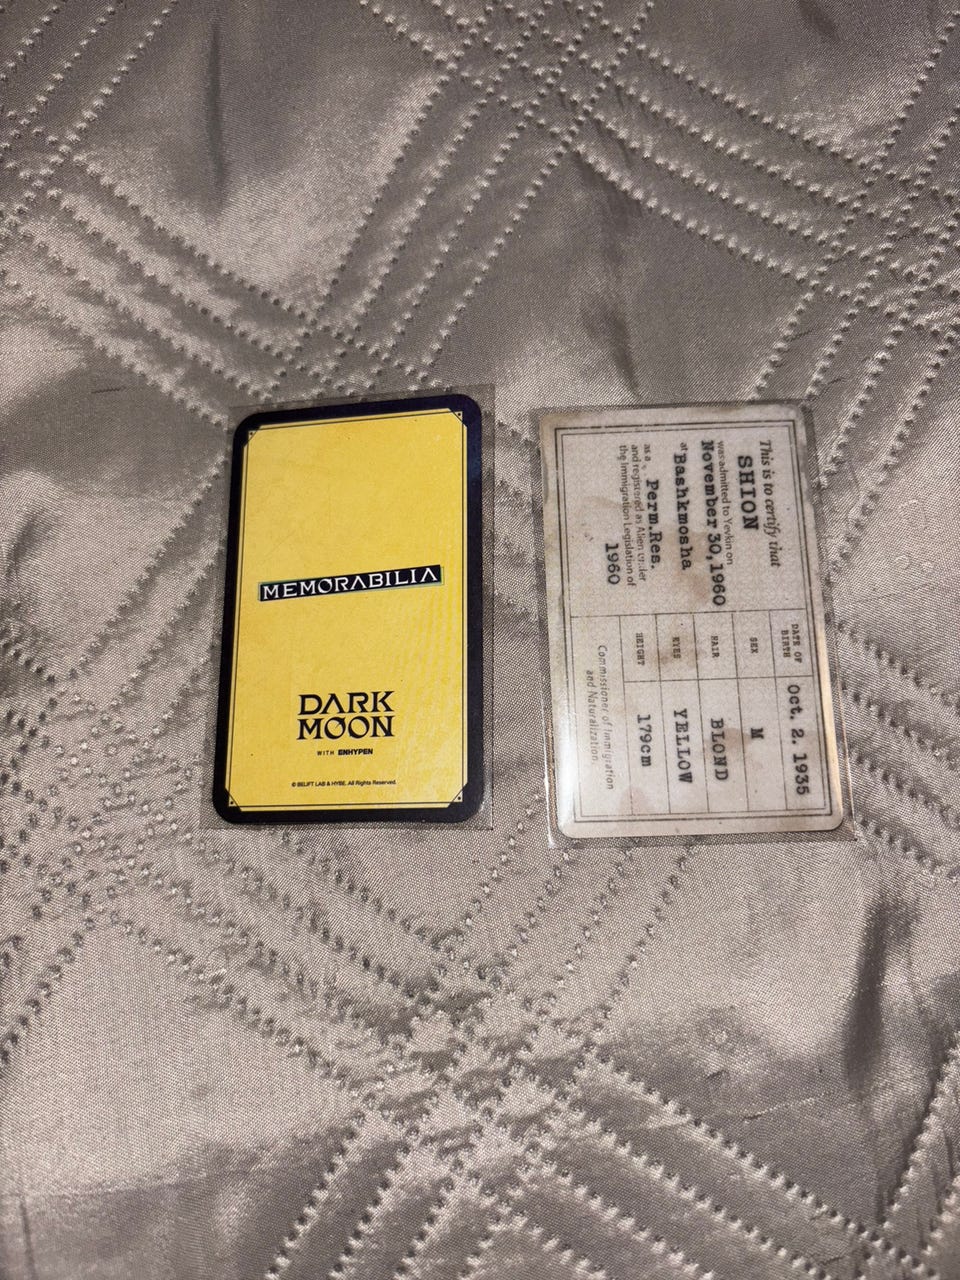 MEMORABILIA
DARK
MOON
WITH ENHYPEN
© BELIFT LAB & HYBE. All Rights Reserved.
This is to certify that
SHION
was admitted to Yevkin on
November 30, 1960
at Bashkmosha
as a Perm.Res.
and registered as Alien under
the Immigration Legislation of
1960
DATE OF
BIRTH Oct. 2. 1935
SEX M
HAIR BLOND
EYES YELLOW
HEIGHT 179cm
Commissioner of Immigration
and Naturalization.